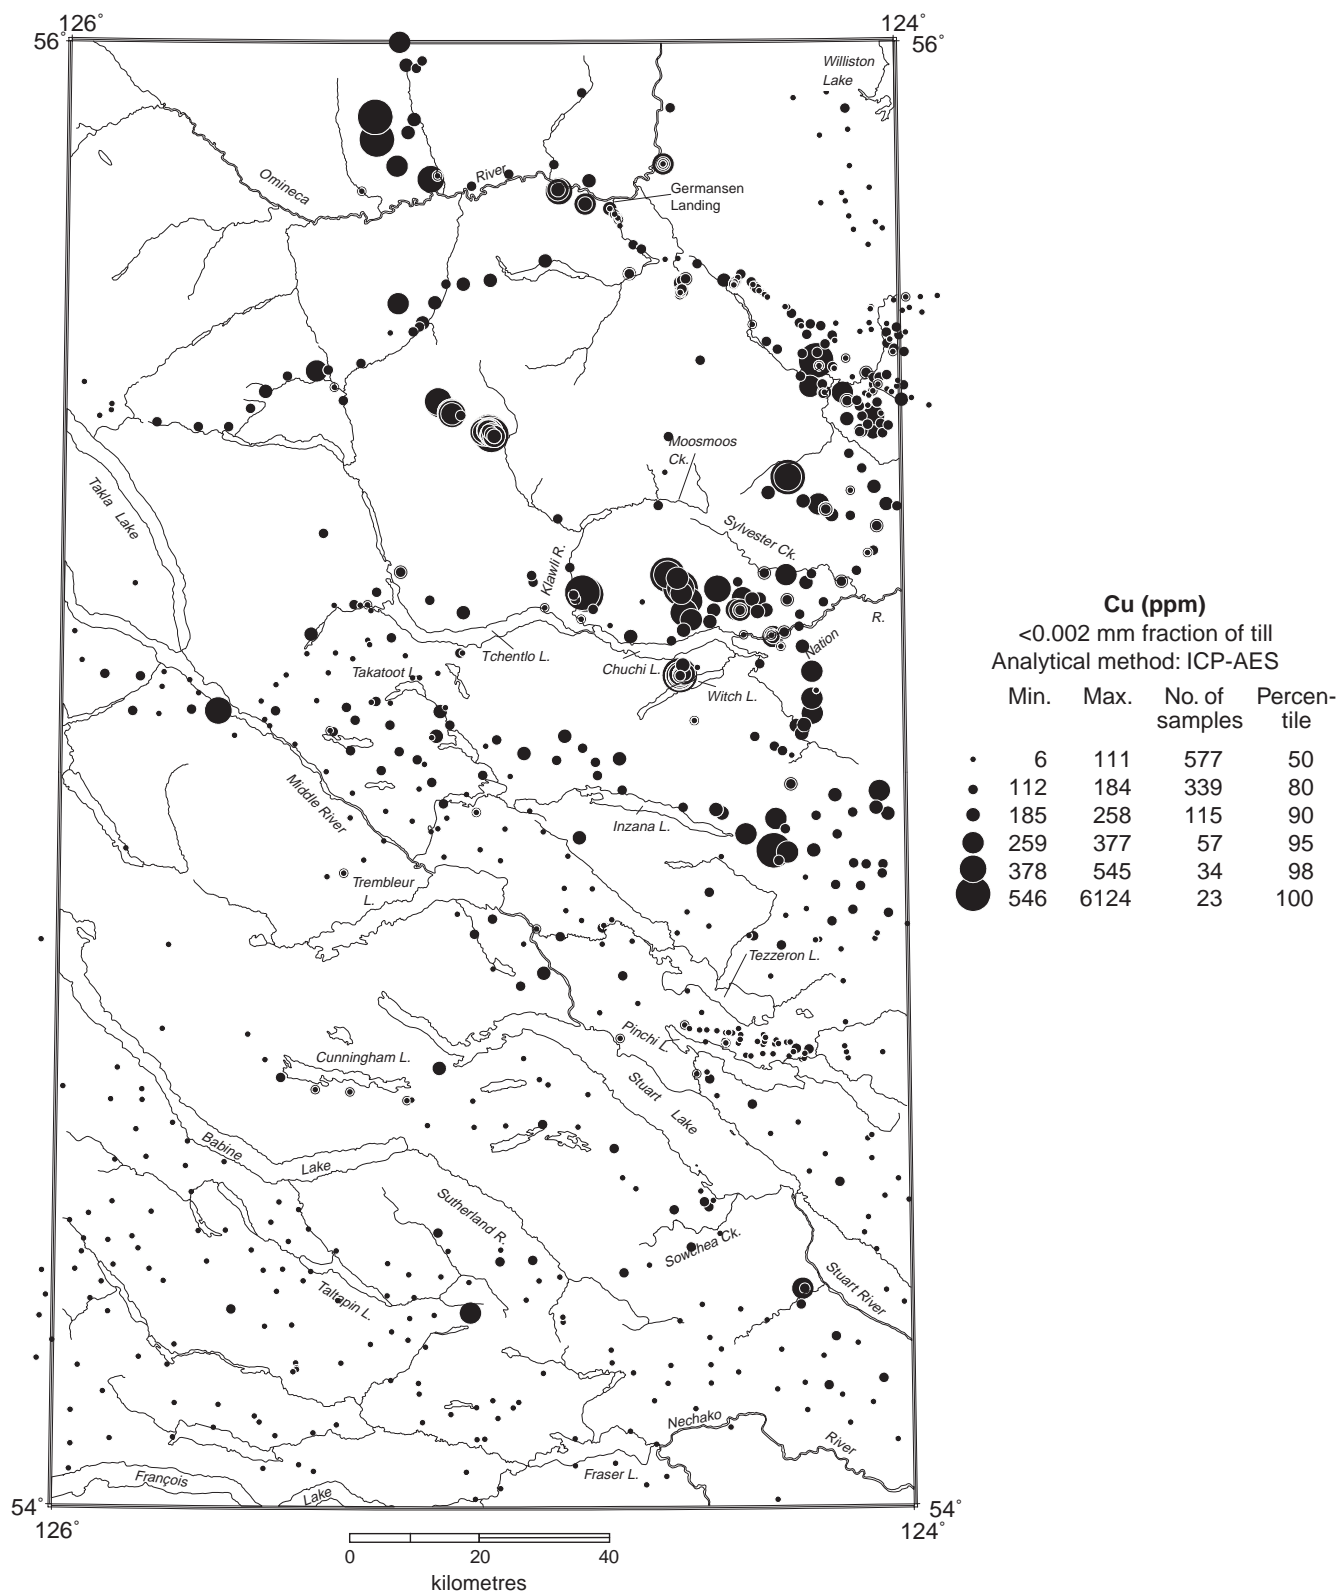 126°
124°
56°
56°
Williston
Lake
Omineca
River
Germansen
Landing
Moosmoos
Ck.
Takla Lake
Sylvester Ck.
Klawli R.
R.
Nation
Tchentlo L.
Takatoot L.
Chuchi L.
Witch L.
Middle River
Inzana L.
Trembleur
L.
Tezzeron L.
Pinchi L.
Cunningham L.
Stuart
Lake
Babine
Lake
Sutherland R.
Sowchea Ck.
Taltapin L.
Stuart River
Nechako
River
François
Lake
Fraser L.
54°
54°
126°
124°
0 20 40
kilometres
Cu (ppm)
<0.002 mm fraction of till
Analytical method: ICP-AES
Min. Max. No. of Percen-
samples tile
6 111 577 50
112 184 339 80
185 258 115 90
259 377 57 95
378 545 34 98
546 6124 23 100